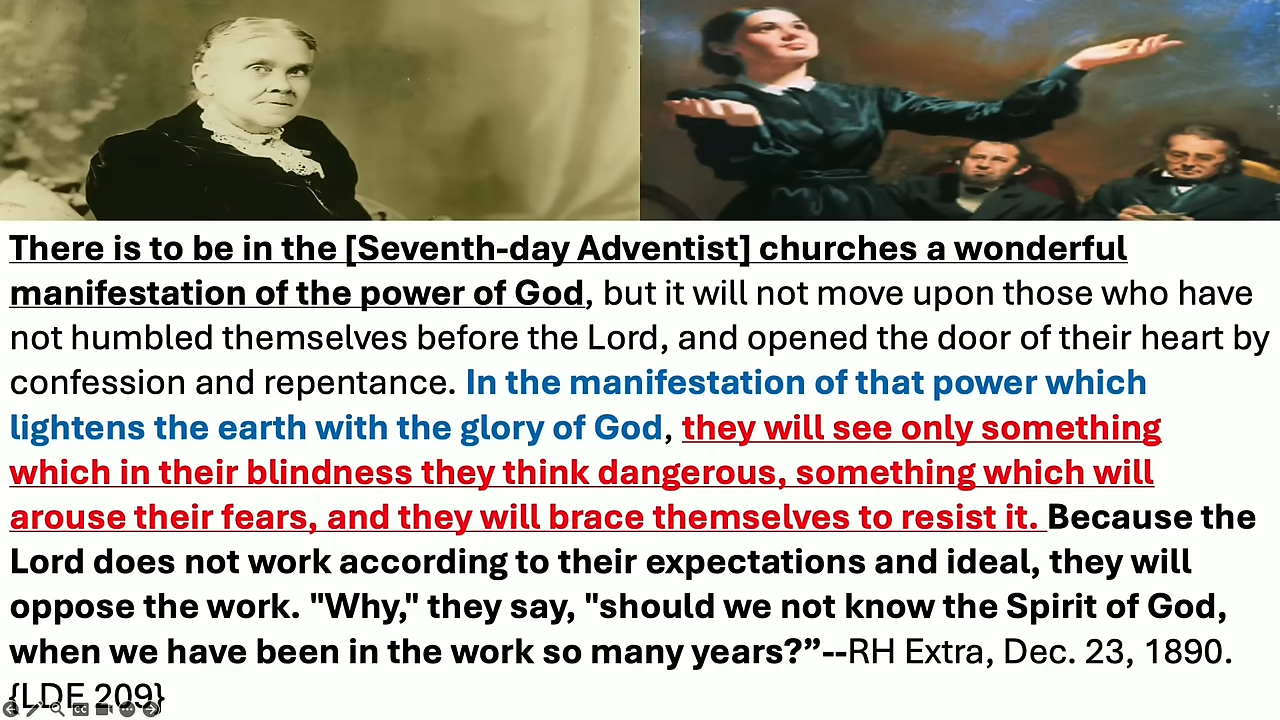 There is to be in the [Seventh-day Adventist] churches a wonderful
manifestation of the power of God, but it will not move upon those who have
not humbled themselves before the Lord, and opened the door of their heart by
confession and repentance. In the manifestation of that power which
lightens the earth with the glory of God, they will see only something
which in their blindness they think dangerous, something which will
arouse their fears, and they will brace themselves to resist it. Because the
Lord does not work according to their expectations and ideal, they will
oppose the work. "Why," they say, "should we not know the Spirit of God,
when we have been in the work so many years?”--RH Extra, Dec. 23, 1890.
{LDE 209}